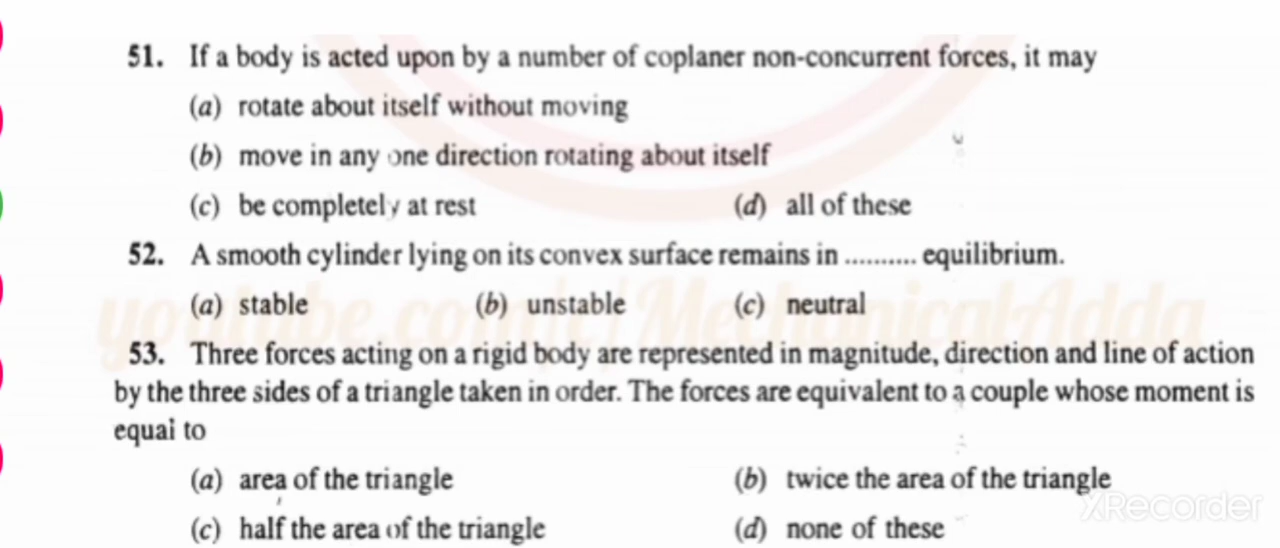 51. If a body is acted upon by a number of coplaner non-concurrent forces, it may
(a) rotate about itself without moving
(b) move in any one direction rotating about itself
(c) be completely at rest (d) all of these
52. A smooth cylinder lying on its convex surface remains in .......... equilibrium.
(a) stable (b) unstable (c) neutral
youtube.com/c/MechanicalAdda
53. Three forces acting on a rigid body are represented in magnitude, direction and line of action
by the three sides of a triangle taken in order. The forces are equivalent to a couple whose moment is
equal to
(a) area of the triangle (b) twice the area of the triangle
XRecorder
(c) half the area of the triangle (d) none of these